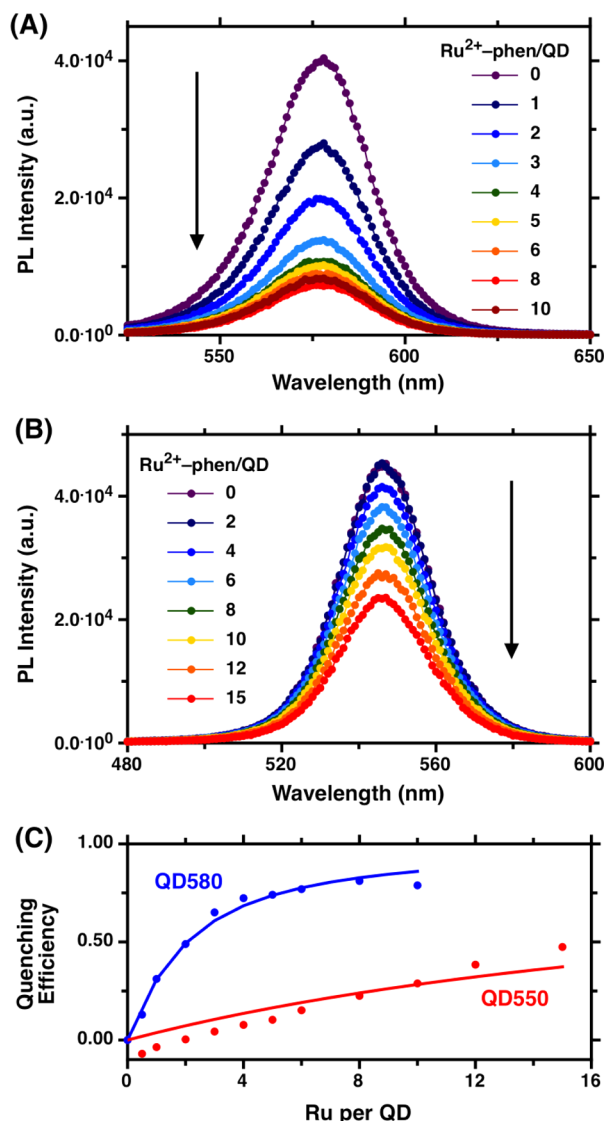 (A)
Ru²⁺–phen/QD
0
1
2
3
4
5
6
8
10
PL Intensity (a.u.)
4.0·10⁴
2.0·10⁴
0.0·10⁰
550
600
650
Wavelength (nm)
(B)
Ru²⁺–phen/QD
0
2
4
6
8
10
12
15
PL Intensity (a.u.)
4.0·10⁴
2.0·10⁴
0.0·10⁰
480
520
560
600
Wavelength (nm)
(C)
1.00
0.50
0.00
Quenching
Efficiency
QD580
QD550
0
4
8
12
16
Ru per QD